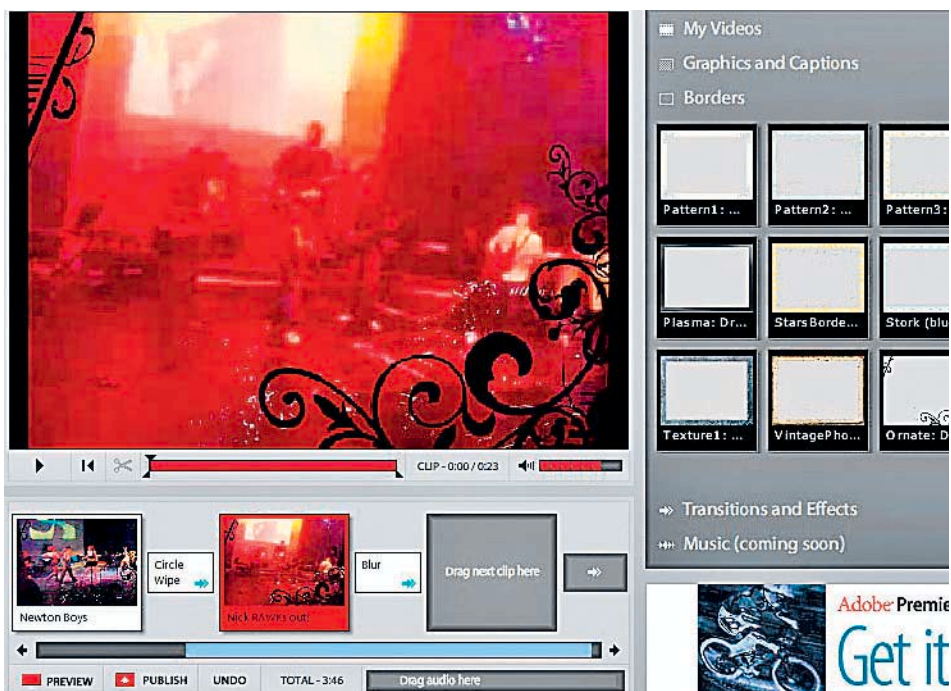 My Videos
Graphics and Captions
Borders
Pattern1: ...
Pattern2: ...
Pattern3:
Plasma: Dr...
StarsBorde...
Stork (blu
Texture1: ...
VintagePho...
Ornate: D
Transitions and Effects
Music (coming soon)
CLIP - 0:00 / 0:23
Circle
Wipe
Blur
Drag next clip here
Newton Boys
Nick RAWKs out!
PREVIEW
PUBLISH
UNDO
TOTAL - 3:46
Drag audio here
Adobe Premie
Get it